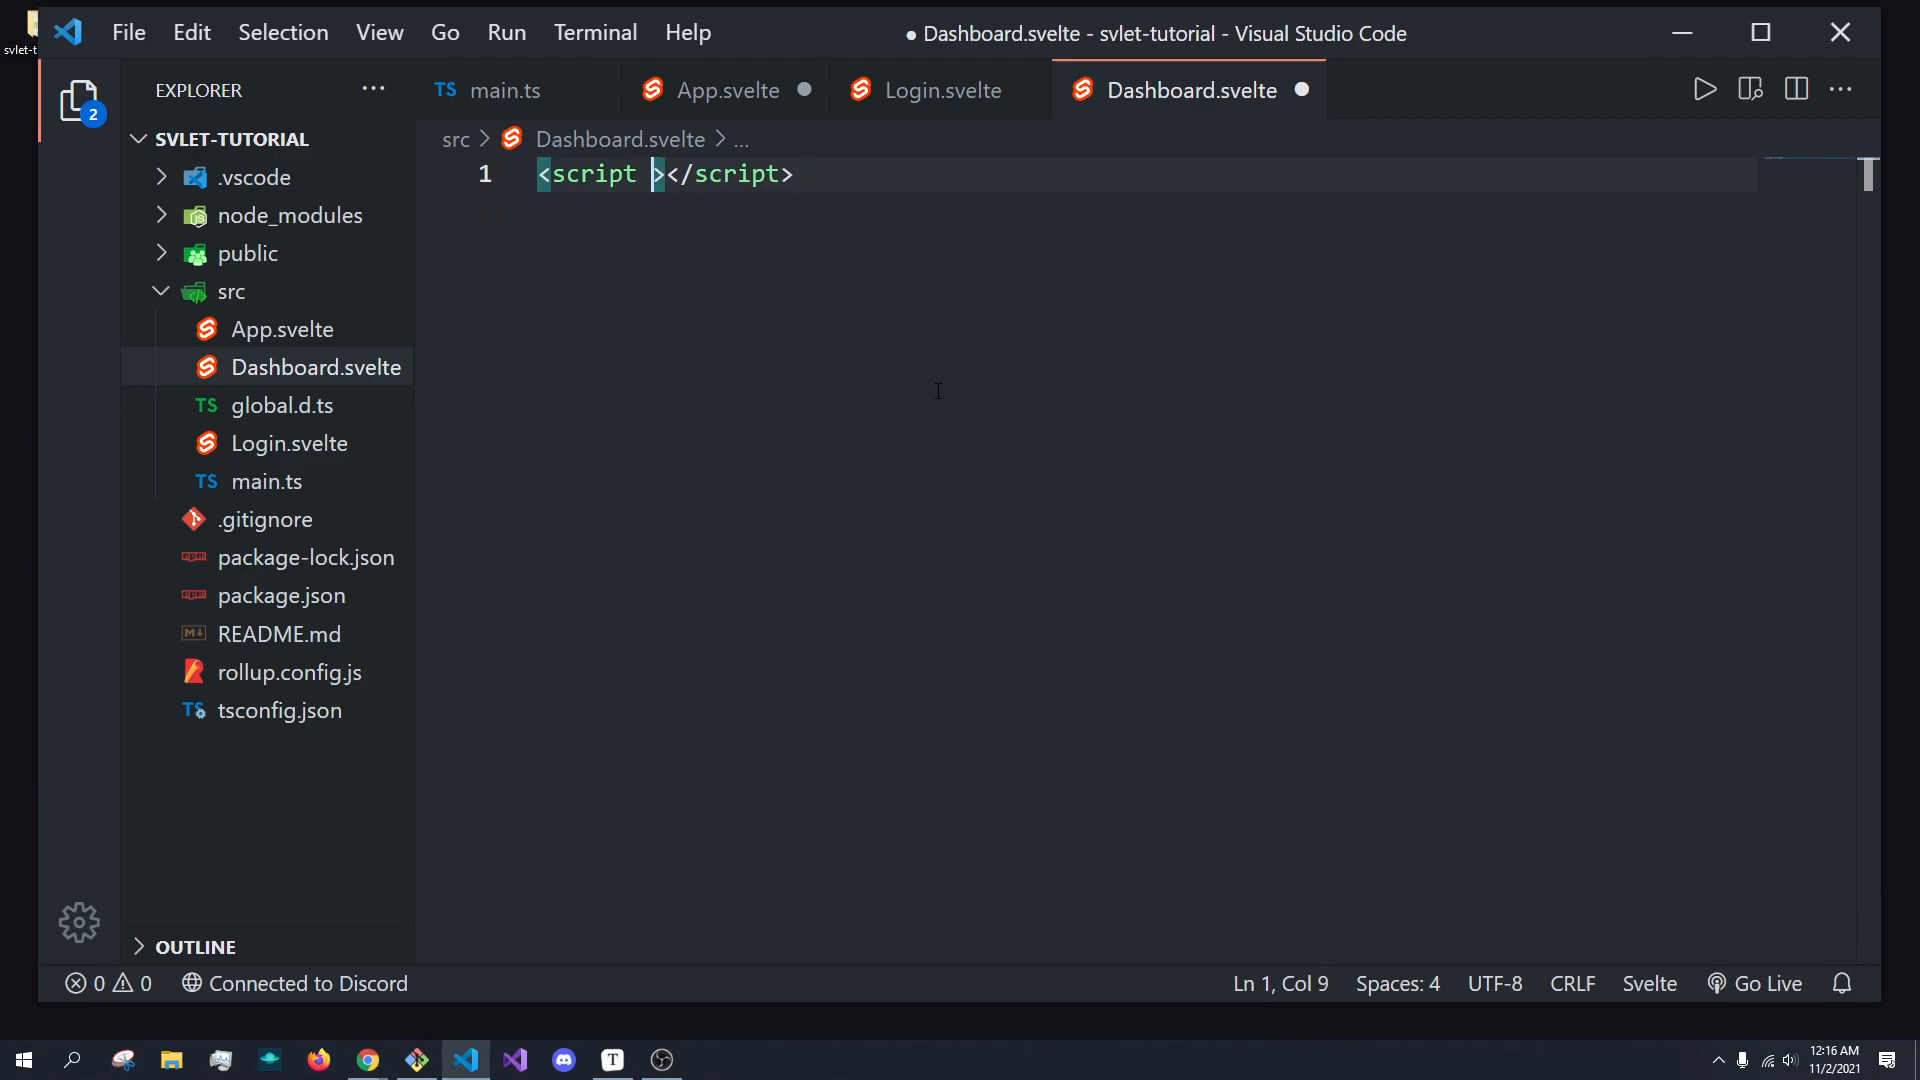 svlet-t
File Edit Selection View Go Run Terminal Help
● Dashboard.svelte - svlet-tutorial - Visual Studio Code
2
EXPLORER
TS main.ts
App.svelte
Login.svelte
Dashboard.svelte
src > Dashboard.svelte > ...
1 <script ></script>
SVLET-TUTORIAL
.vscode
node_modules
public
src
App.svelte
Dashboard.svelte
TS global.d.ts
Login.svelte
TS main.ts
.gitignore
package-lock.json
package.json
README.md
rollup.config.js
TS tsconfig.json
OUTLINE
0 0 Connected to Discord
Ln 1, Col 9 Spaces: 4 UTF-8 CRLF Svelte Go Live
T
12:16 AM
11/2/2021